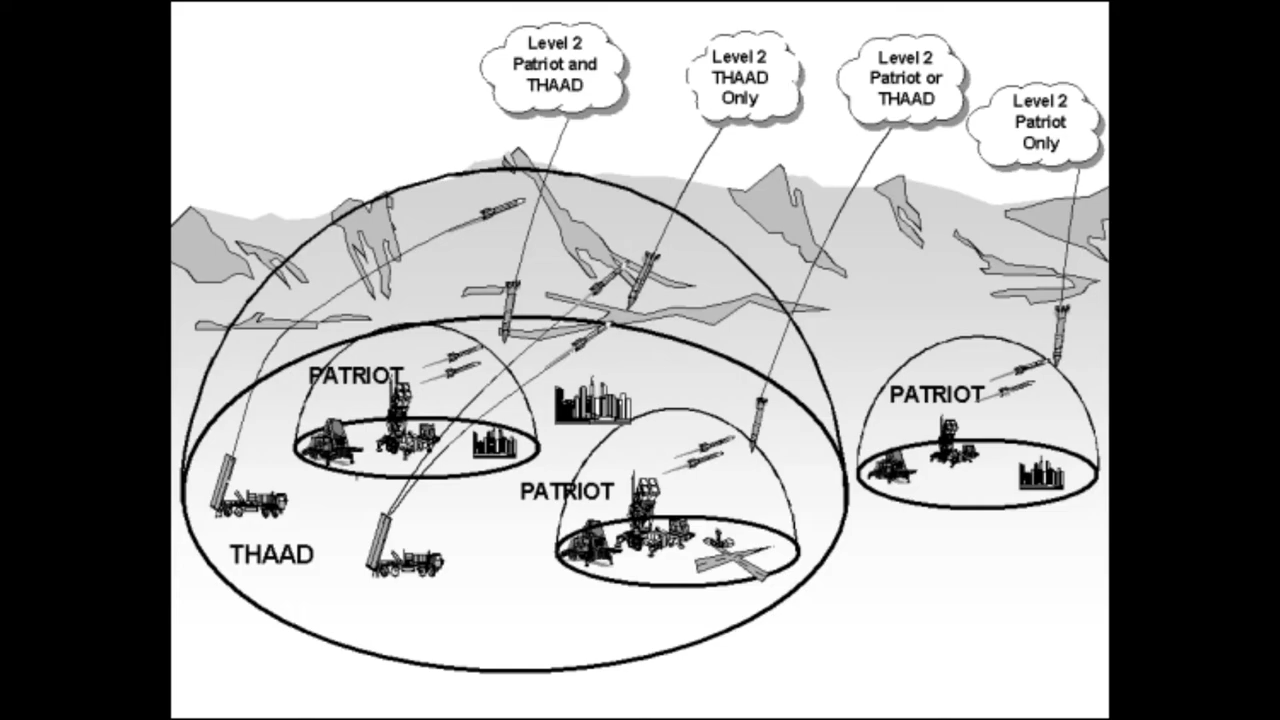 Level 2
Patriot and
THAAD
Level 2
THAAD
Only
Level 2
Patriot or
THAAD
Level 2
Patriot
Only
PATRIOT
PATRIOT
PATRIOT
THAAD